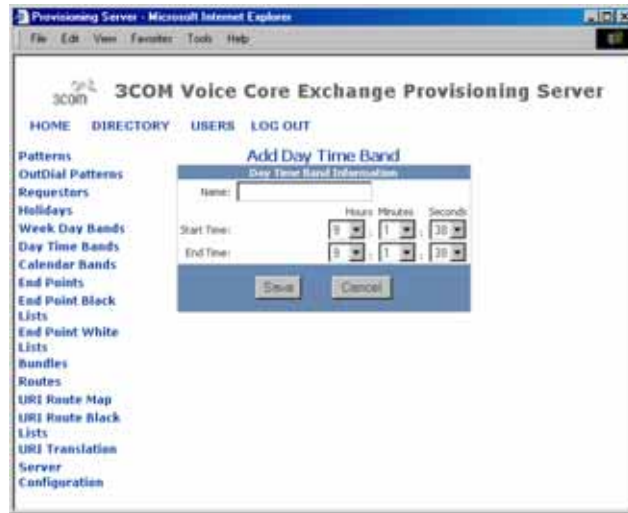 Provisioning Server - Microsoft Internet Explorer
File Edit View Favorites Tools Help
3COM 3COM Voice Core Exchange Provisioning Server
HOME DIRECTORY USERS LOG OUT
Patterns
OutDial Patterns
Requestors
Holidays
Week Day Bands
Day Time Bands
Calendar Bands
End Points
End Point Black
Lists
End Point White
Lists
Bundles
Routes
URI Route Map
URI Route Black
Lists
URI Translation
Server
Configuration
Add Day Time Band
Day Time Band Information
Name:
Hours Minutes Seconds
Start Time: 9 : 1 : 38
End Time: 9 : 1 : 38
Save Cancel